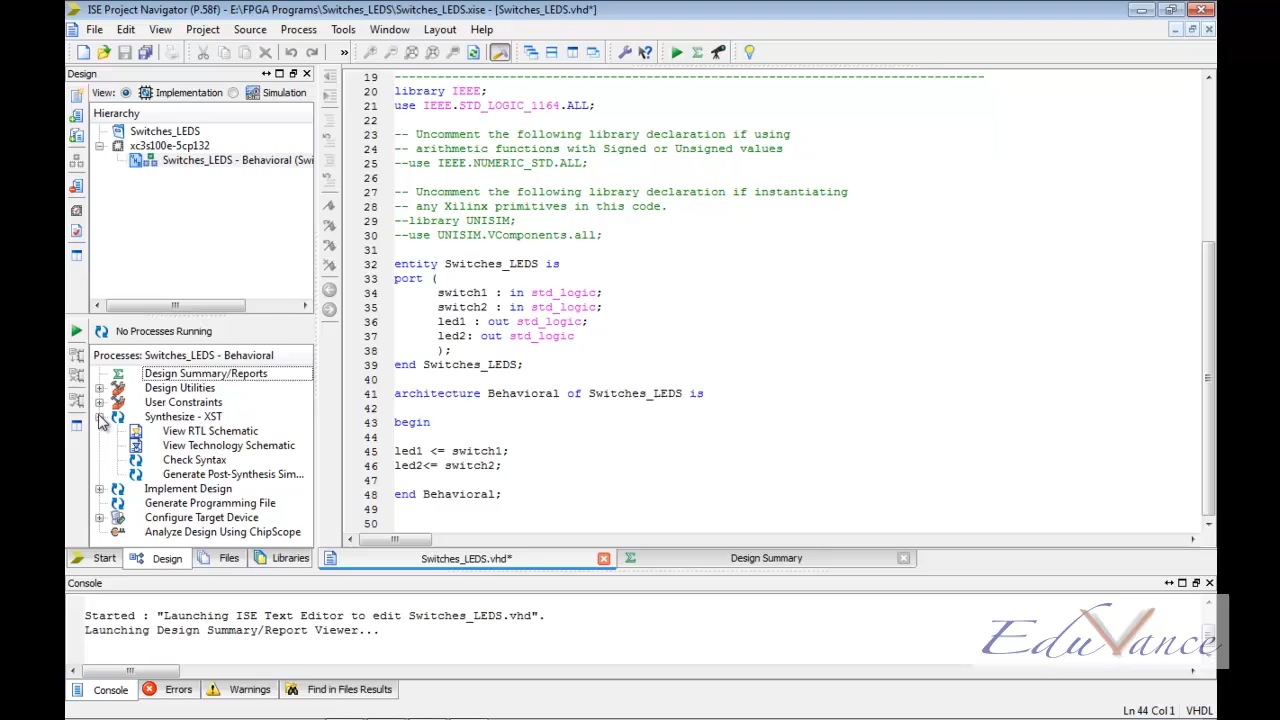 ISE Project Navigator (P.58f) - E:\FPGA Programs\Switches_LEDS\Switches_LEDS.xise - [Switches_LEDS.vhd*]
File Edit View Project Source Process Tools Window Layout Help
Design
View: Implementation Simulation
Hierarchy
Switches_LEDS
xc3s100e-5cp132
Switches_LEDS - Behavioral (Swi
No Processes Running
Processes: Switches_LEDS - Behavioral
Design Summary/Reports
Design Utilities
User Constraints
Synthesize - XST
View RTL Schematic
View Technology Schematic
Check Syntax
Generate Post-Synthesis Sim...
Implement Design
Generate Programming File
Configure Target Device
Analyze Design Using ChipScope
Start Design Files Libraries
19 --------------------------------------------------------------------------------
20 library IEEE;
21 use IEEE.STD_LOGIC_1164.ALL;
22
23 -- Uncomment the following library declaration if using
24 -- arithmetic functions with Signed or Unsigned values
25 --use IEEE.NUMERIC_STD.ALL;
26
27 -- Uncomment the following library declaration if instantiating
28 -- any Xilinx primitives in this code.
29 --library UNISIM;
30 --use UNISIM.VComponents.all;
31
32 entity Switches_LEDS is
33 port (
34 switch1 : in std_logic;
35 switch2 : in std_logic;
36 led1 : out std_logic;
37 led2: out std_logic
38 );
39 end Switches_LEDS;
40
41 architecture Behavioral of Switches_LEDS is
42
43 begin
44
45 led1 <= switch1;
46 led2<= switch2;
47
48 end Behavioral;
49
50
Switches_LEDS.vhd* Design Summary
Console
Started : "Launching ISE Text Editor to edit Switches_LEDS.vhd".
Launching Design Summary/Report Viewer...
EduVance
Console Errors Warnings Find in Files Results
Ln 44 Col 1 VHDL